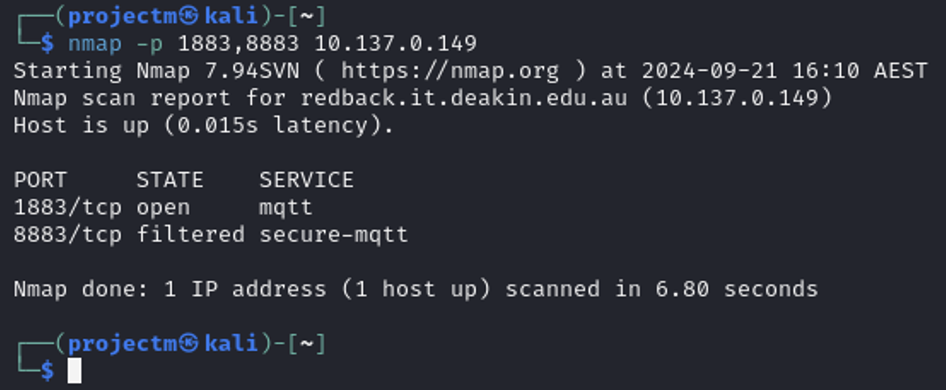 ┌──(projectm㉿kali)-[~]
└─$ nmap -p 1883,8883 10.137.0.149
Starting Nmap 7.94SVN ( https://nmap.org ) at 2024-09-21 16:10 AEST
Nmap scan report for redback.it.deakin.edu.au (10.137.0.149)
Host is up (0.015s latency).

PORT     STATE    SERVICE
1883/tcp open     mqtt
8883/tcp filtered secure-mqtt

Nmap done: 1 IP address (1 host up) scanned in 6.80 seconds

┌──(projectm㉿kali)-[~]
└─$